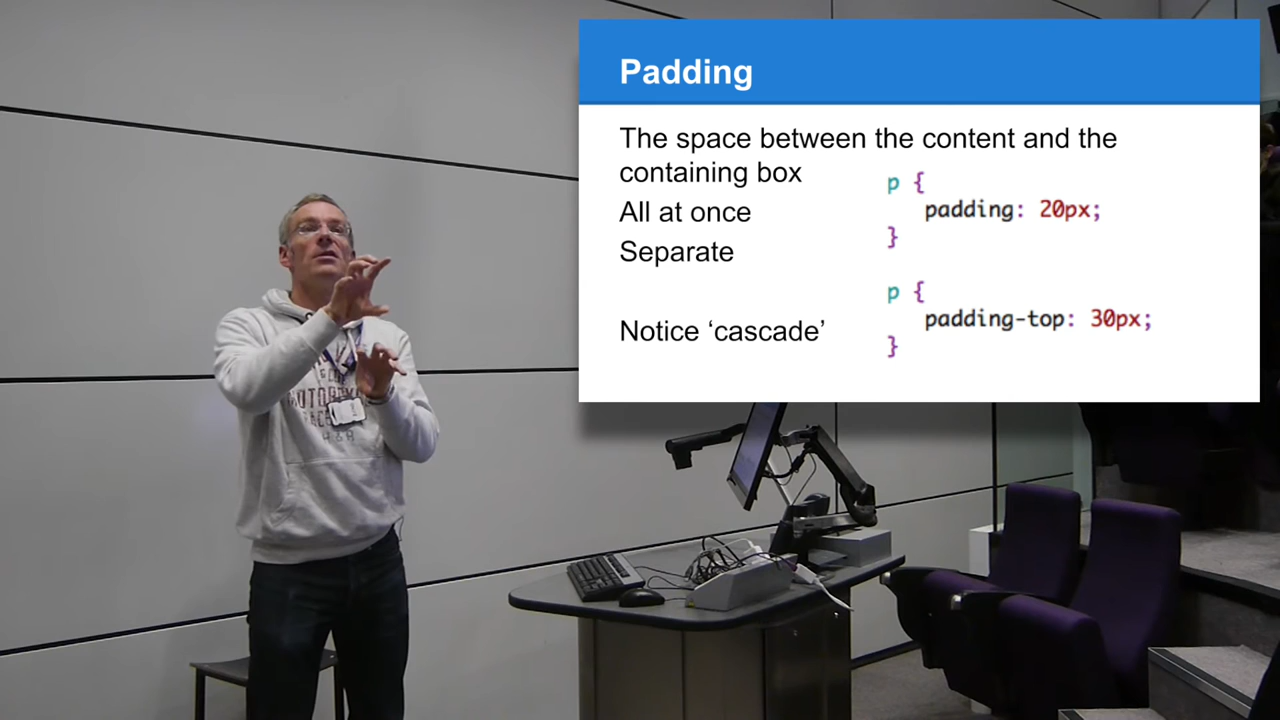 Padding
The space between the content and the
containing box
All at once
Separate
Notice ‘cascade’
p {
padding: 20px;
}
p {
padding-top: 30px;
}